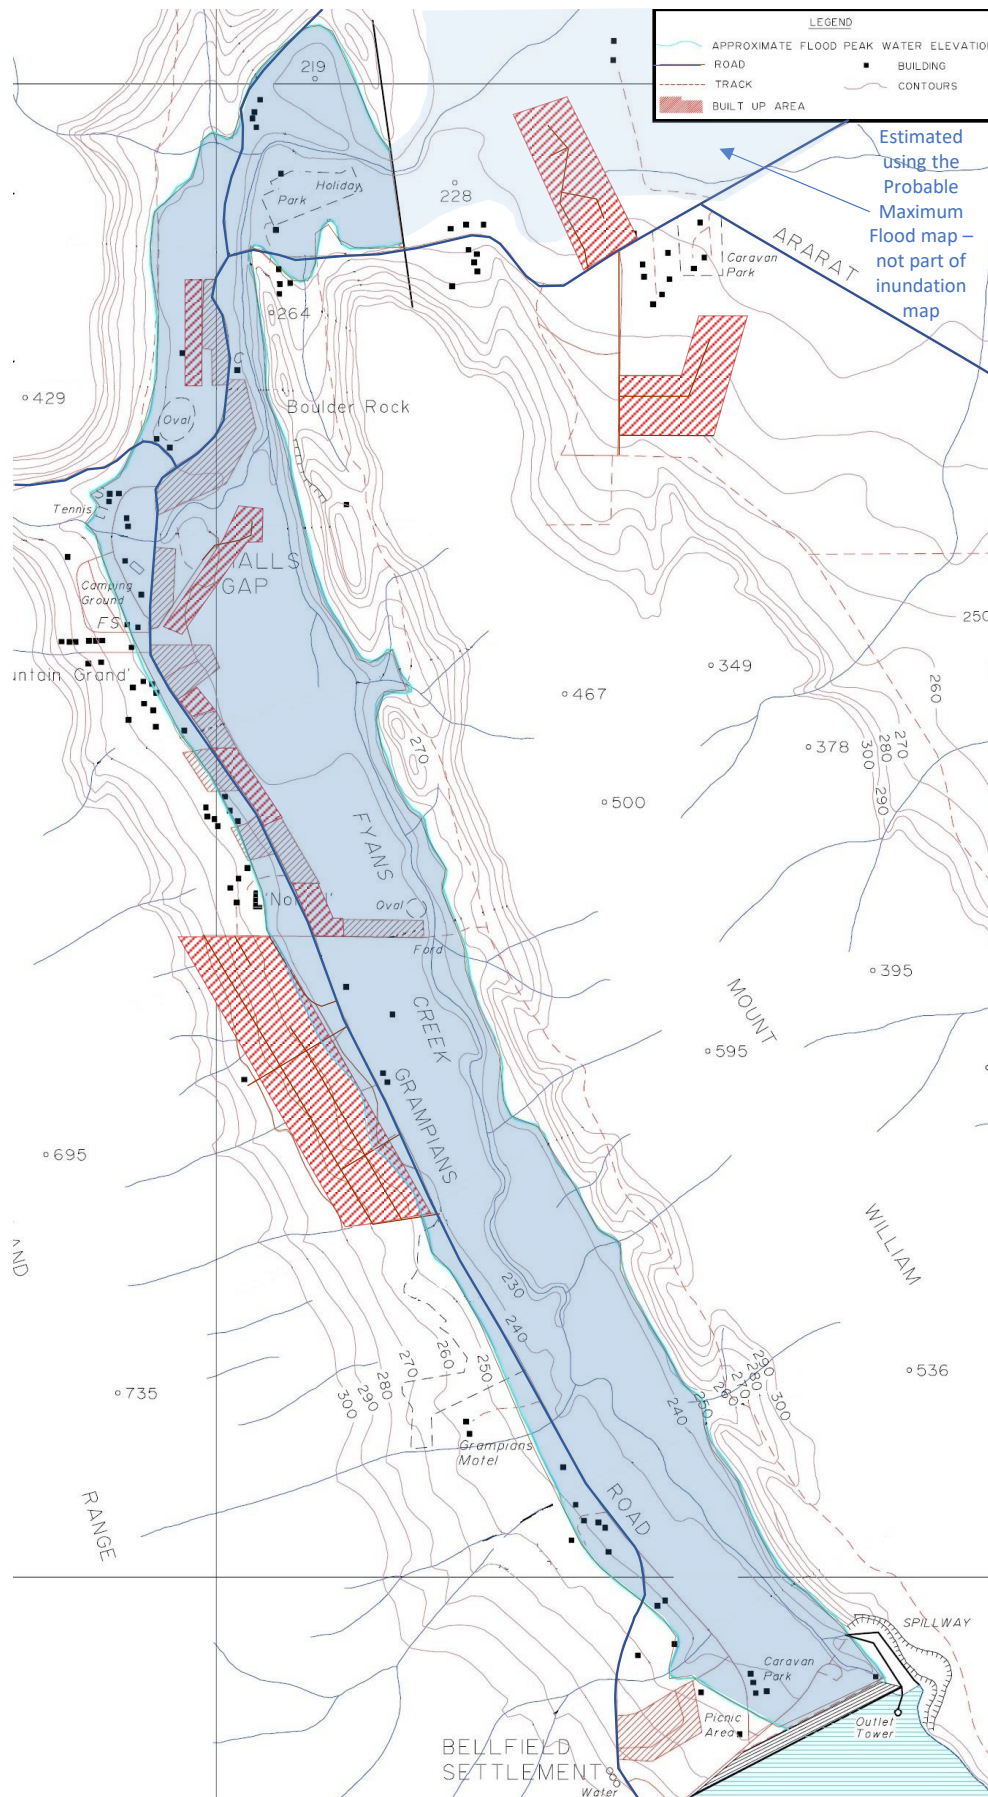 LEGEND
APPROXIMATE FLOOD PEAK WATER ELEVATION
ROAD
BUILDING
TRACK
CONTOURS
BUILT UP AREA
Estimated
using the
Probable
Maximum
Flood map –
not part of
inundation
map
219
Holiday
Park
228
ARARAT
Caravan
Park
264
C
429
Boulder Rock
Oval
Tennis
HALLS
GAP
Camping
Ground
FS
untain Grand'
250
349
260
467
270
378
270
280
300
290
500
FYANS
Oval
Ford
395
CREEK
MOUNT
595
GRAMPIANS
695
WILLIAM
AND
230
240
250
260
270
280
290
300
290
280
270
260
300
250
240
536
735
Grampians
Motel
ROAD
RANGE
SPILLWAY
Caravan
Park
Picnic
Area
Outlet
Tower
BELLFIELD
SETTLEMENT
Water